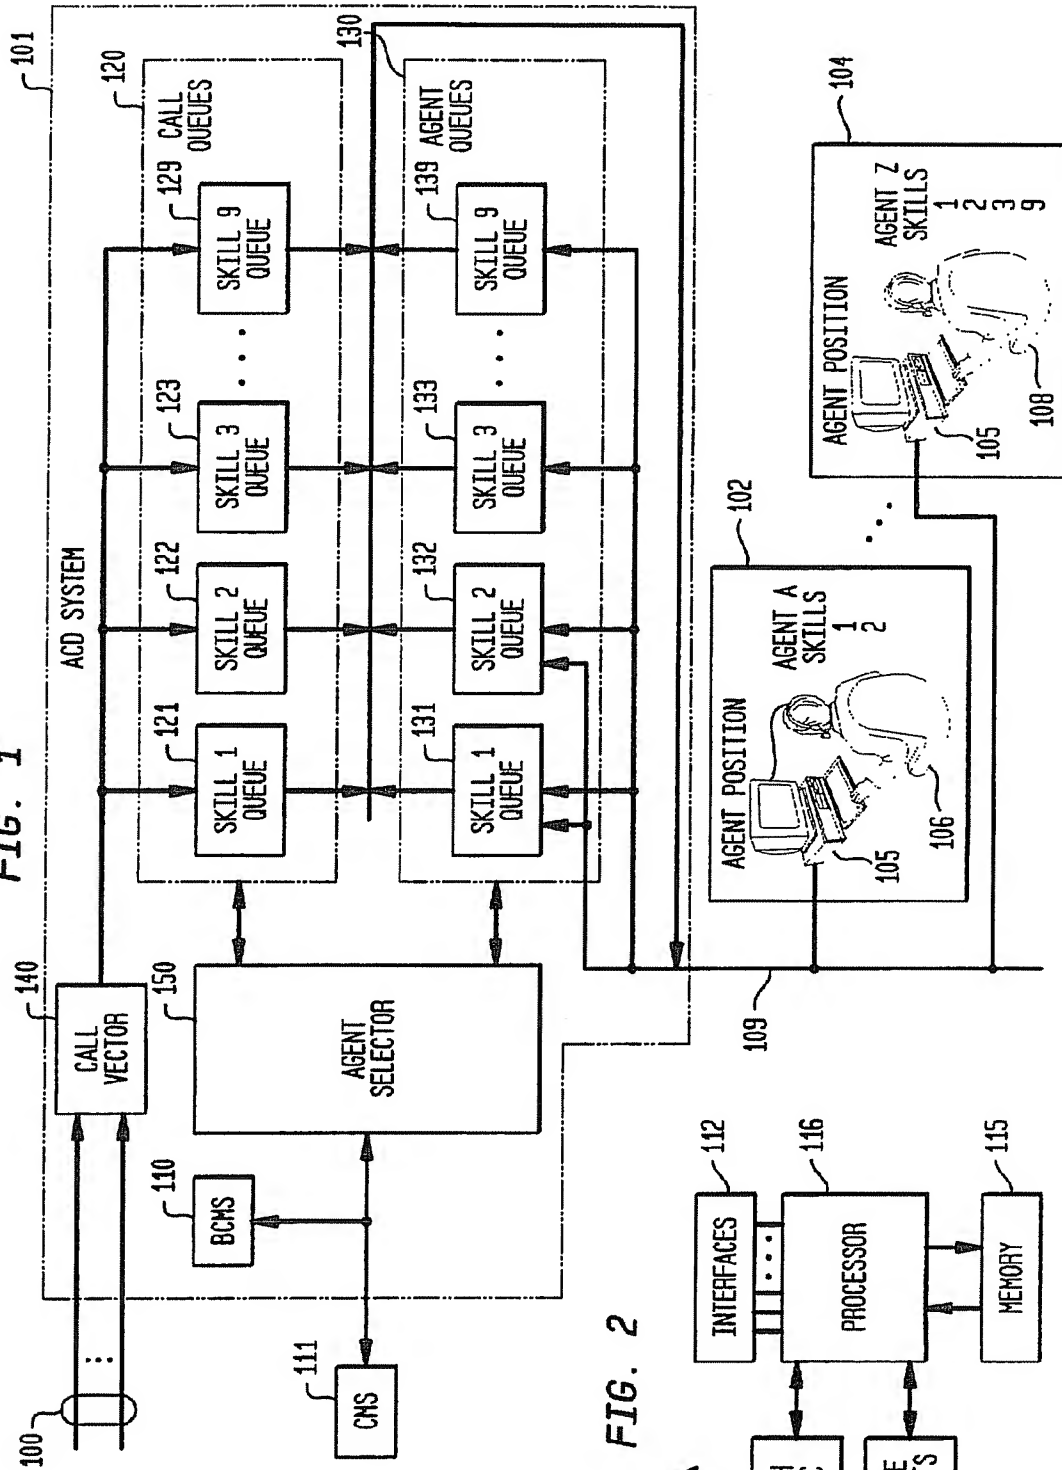 FIG. 1
101
ACD SYSTEM
100
140
CALL
VECTOR
120
CALL
QUEUES
121
SKILL 1
QUEUE
122
SKILL 2
QUEUE
123
SKILL 3
QUEUE
129
SKILL 9
QUEUE
130
AGENT
QUEUES
131
SKILL 1
QUEUE
132
SKILL 2
QUEUE
133
SKILL 3
QUEUE
139
SKILL 9
QUEUE
150
AGENT
SELECTOR
110
BCMS
111
CMS
109
102
AGENT POSITION
AGENT A
SKILLS
1
2
105
106
104
AGENT POSITION
AGENT Z
SKILLS
1
2
3
9
105
108
FIG. 2
112
INTERFACES
116
PROCESSOR
115
MEMORY